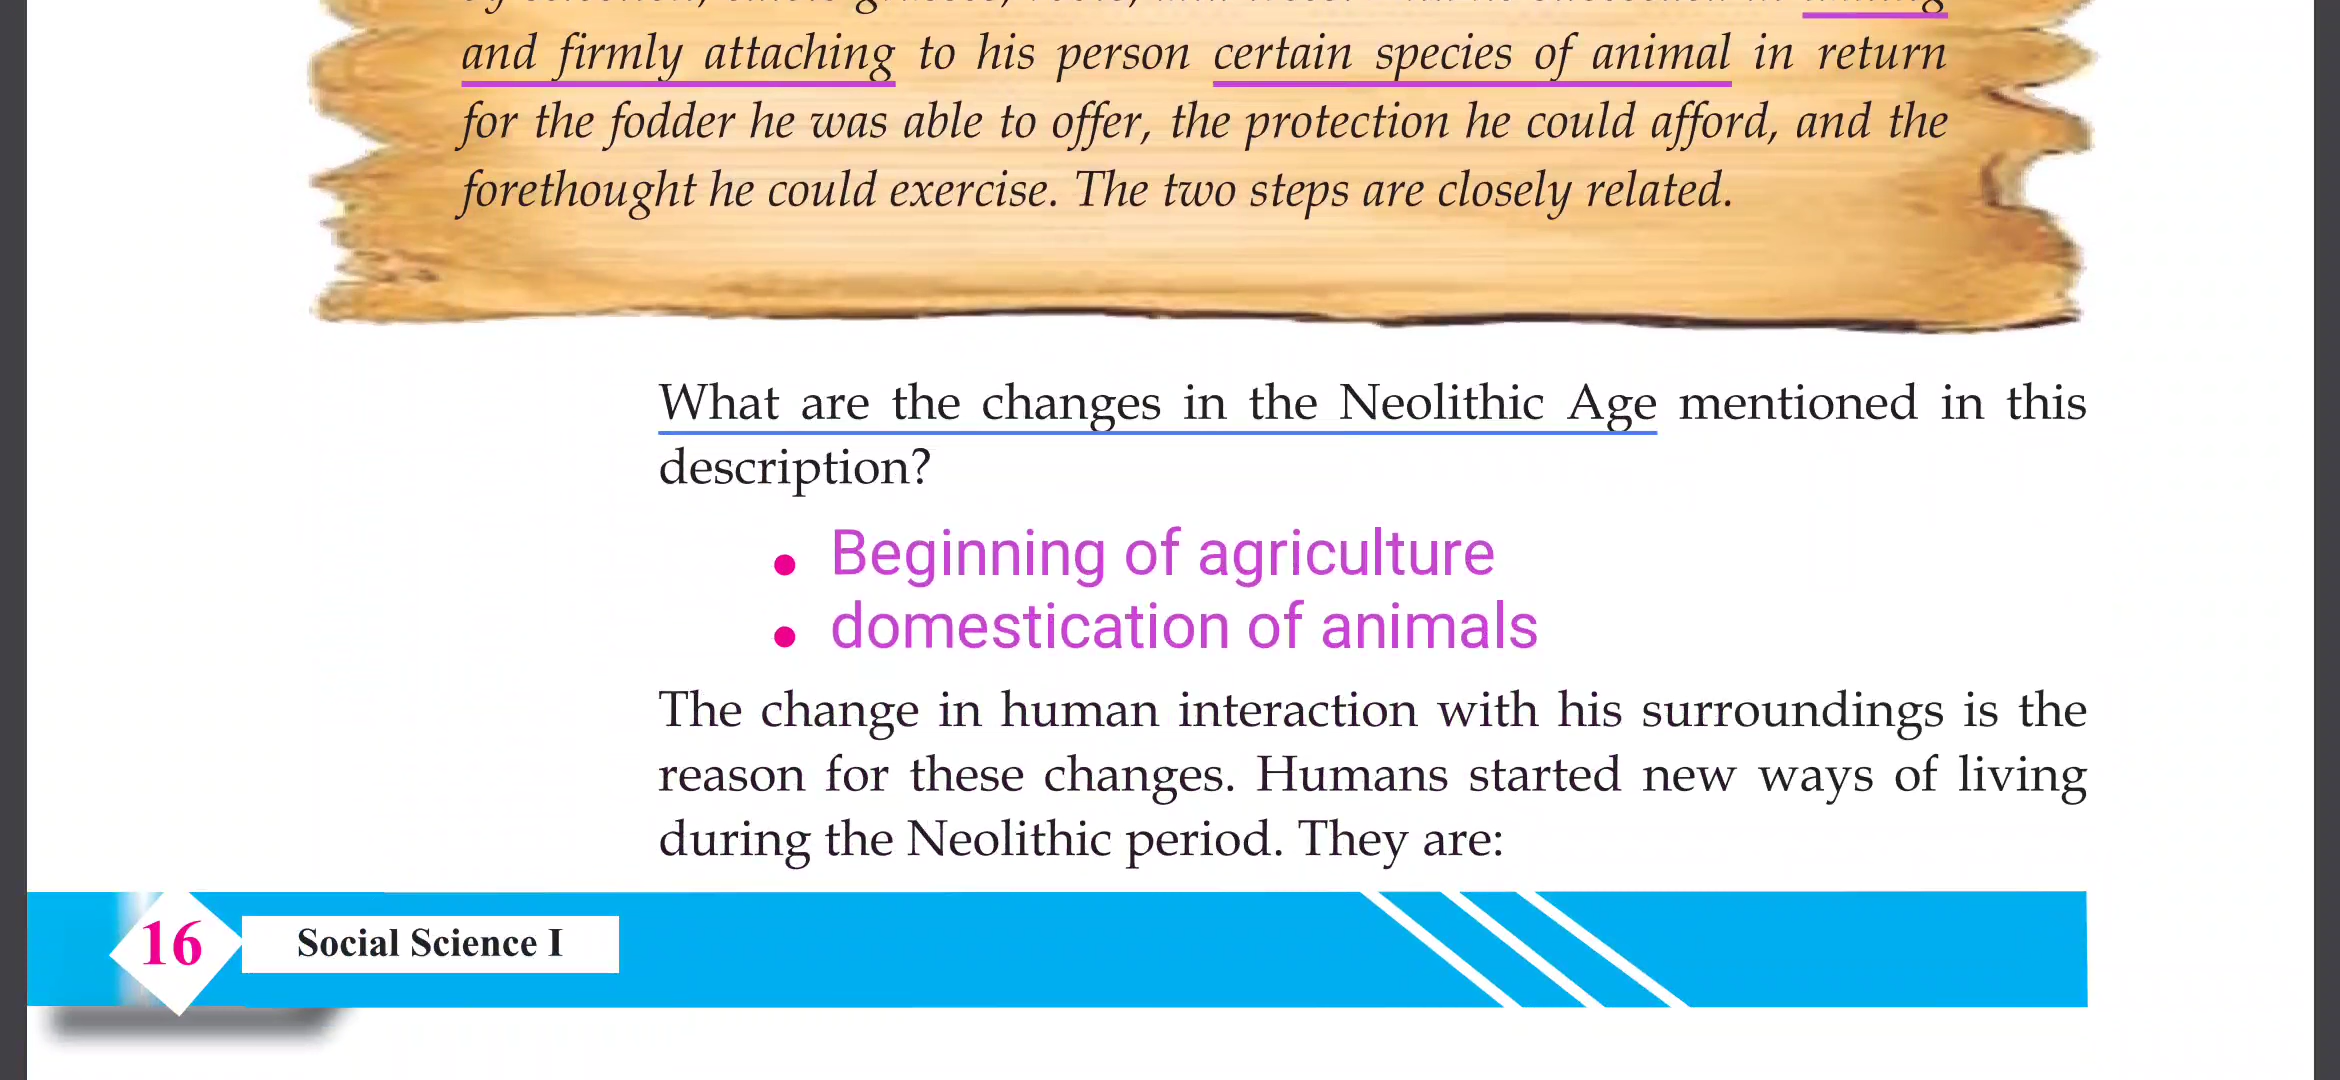 and firmly attaching to his person certain species of animal in return
for the fodder he was able to offer, the protection he could afford, and the
forethought he could exercise. The two steps are closely related.
What are the changes in the Neolithic Age mentioned in this
description?
• Beginning of agriculture
• domestication of animals
The change in human interaction with his surroundings is the
reason for these changes. Humans started new ways of living
during the Neolithic period. They are:
16 Social Science I